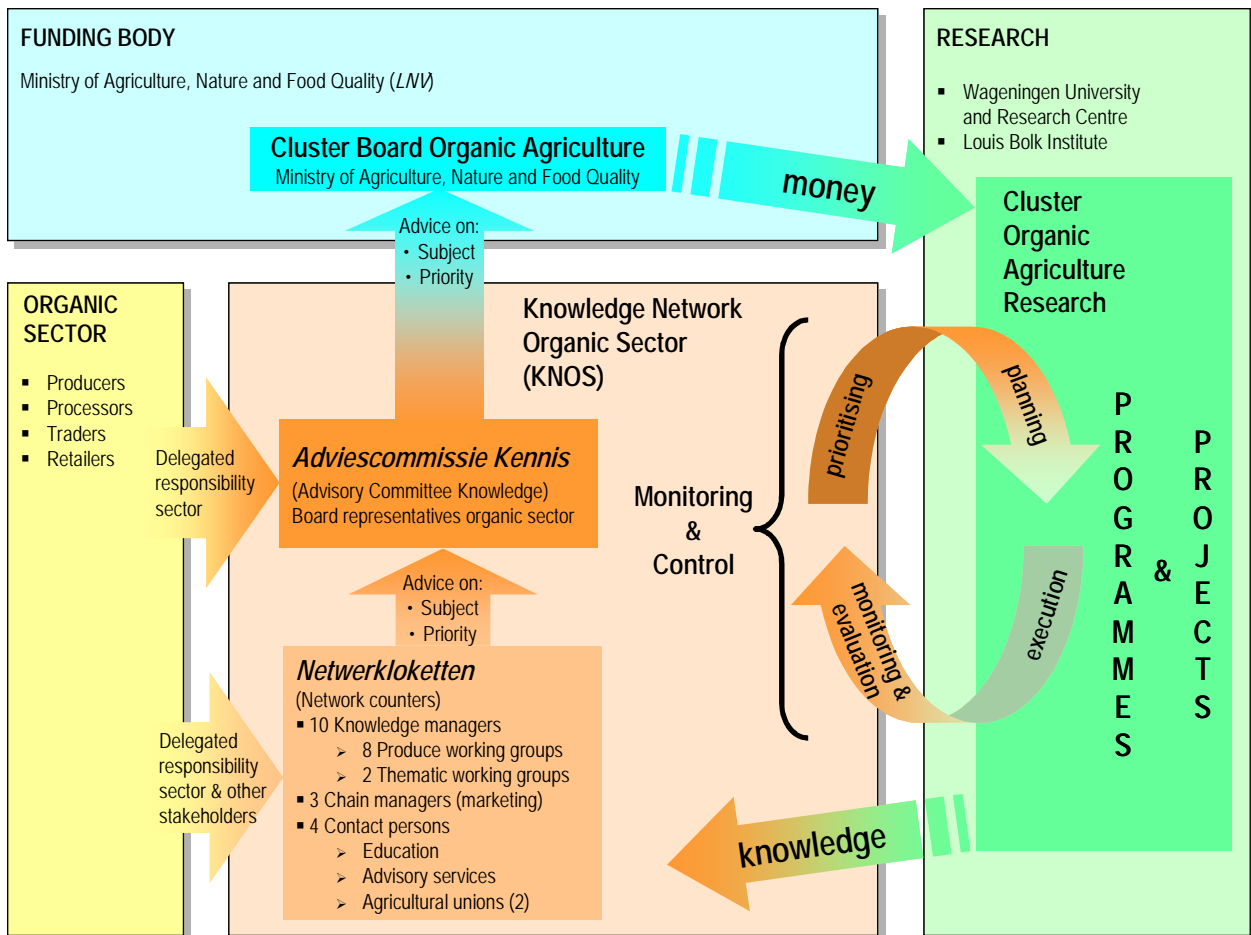 FUNDING BODY
Ministry of Agriculture, Nature and Food Quality (LNV)
Cluster Board Organic Agriculture
Ministry of Agriculture, Nature and Food Quality
money
Advice on:
• Subject
• Priority
RESEARCH
▪ Wageningen University
and Research Centre
▪ Louis Bolk Institute
Cluster
Organic
Agriculture
Research
PROGRAMMES
&
PROJECTS
ORGANIC
SECTOR
▪ Producers
▪ Processors
▪ Traders
▪ Retailers
Delegated
responsibility
sector
Delegated
responsibility
sector & other
stakeholders
Knowledge Network
Organic Sector
(KNOS)
Adviescommissie Kennis
(Advisory Committee Knowledge)
Board representatives organic sector
Advice on:
• Subject
• Priority
Netwerkloketten
(Network counters)
▪ 10 Knowledge managers
➢ 8 Produce working groups
➢ 2 Thematic working groups
▪ 3 Chain managers (marketing)
▪ 4 Contact persons
➢ Education
➢ Advisory services
➢ Agricultural unions (2)
Monitoring
&
Control
prioritising
planning
execution
monitoring &
evaluation
knowledge